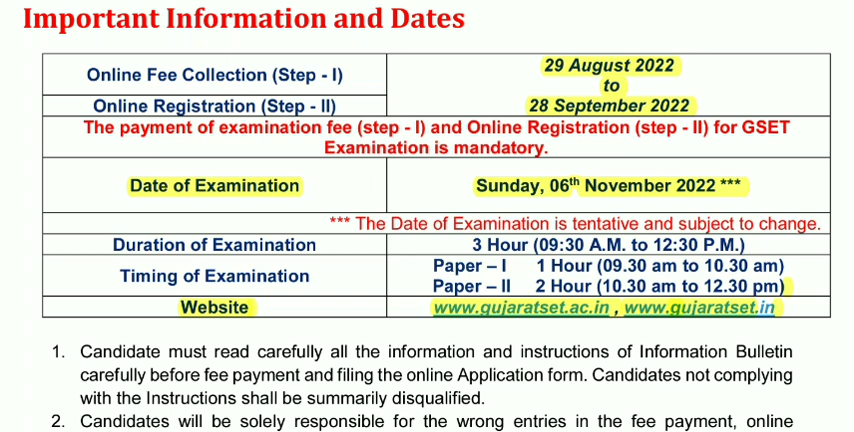 Important Information and Dates
Online Fee Collection (Step - I)
29 August 2022
to
Online Registration (Step - II)
28 September 2022
The payment of examination fee (step - I) and Online Registration (step - II) for GSET
Examination is mandatory.
Date of Examination
Sunday, 06th November 2022 ***
*** The Date of Examination is tentative and subject to change.
Duration of Examination
3 Hour (09:30 A.M. to 12:30 P.M.)
Timing of Examination
Paper – I 1 Hour (09.30 am to 10.30 am)
Paper – II 2 Hour (10.30 am to 12.30 pm)
Website
www.gujaratset.ac.in , www.gujaratset.in
1. Candidate must read carefully all the information and instructions of Information Bulletin
carefully before fee payment and filing the online Application form. Candidates not complying
with the Instructions shall be summarily disqualified.
2. Candidates will be solely responsible for the wrong entries in the fee payment, online